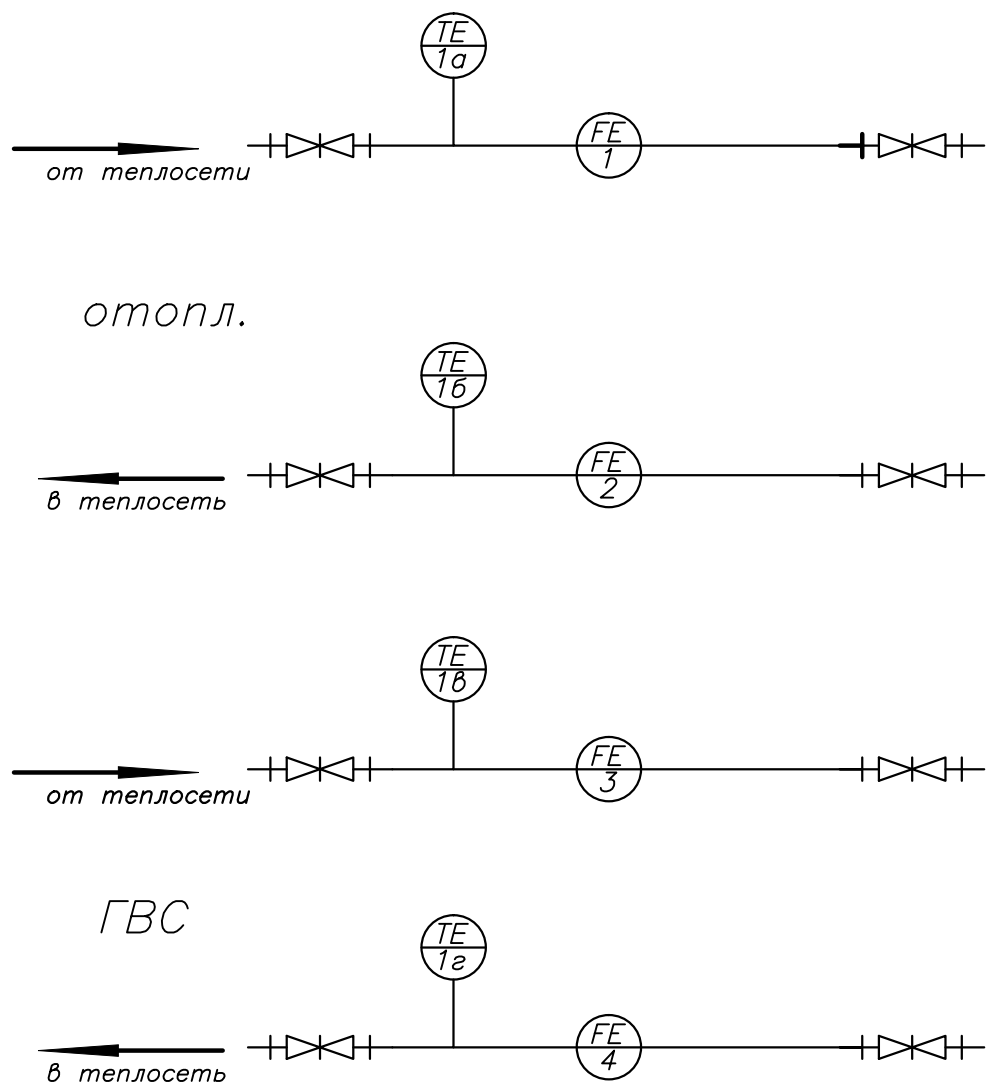 TE
1а
FE
1
от теплосети
отопл.
TE
1б
FE
2
в теплосеть
TE
1в
FE
3
от теплосети
ГВС
TE
1г
FE
4
в теплосеть